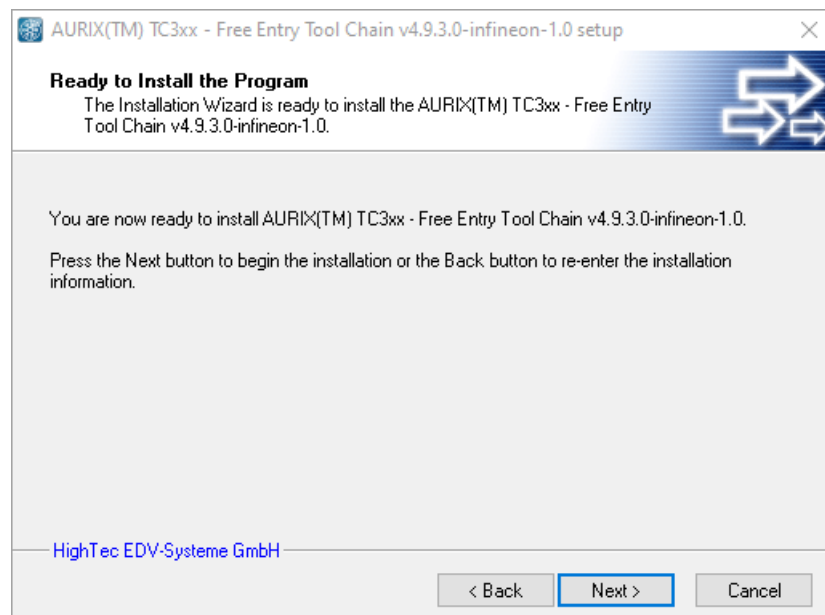 AURIX(TM) TC3xx - Free Entry Tool Chain v4.9.3.0-infineon-1.0 setup
Ready to Install the Program
The Installation Wizard is ready to install the AURIX(TM) TC3xx - Free Entry
Tool Chain v4.9.3.0-infineon-1.0.
You are now ready to install AURIX(TM) TC3xx - Free Entry Tool Chain v4.9.3.0-infineon-1.0.
Press the Next button to begin the installation or the Back button to re-enter the installation
information.
HighTec EDV-Systeme GmbH
< Back Next > Cancel